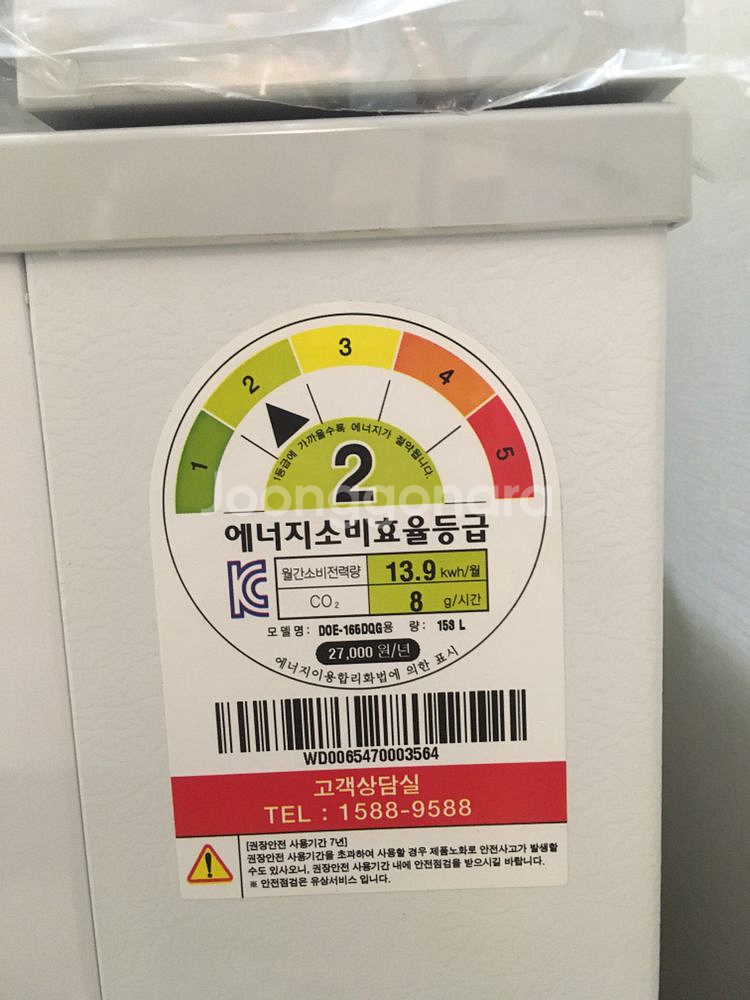 1
2
3
4
5
1등급에 가까울수록 에너지가 절약됩니다.
2
Joonggonara
에너지소비효율등급
월간소비전력량 13.9 kwh/월
CO₂ 8 g/시간
모델명: DOE-165DQG용 량: 153 L
27,000 원/년
에너지이용합리화법에 의한 표시
WD0065470003564
고객상담실
TEL : 1588-9588
[권장안전 사용기간 7년]
권장안전 사용기간을 초과하여 사용할 경우 제품노화로 안전사고가 발생할
수도 있사오니, 권장안전 사용기간 내에 안전점검을 받으시길 바랍니다.
※ 안전점검은 유상서비스 입니다.